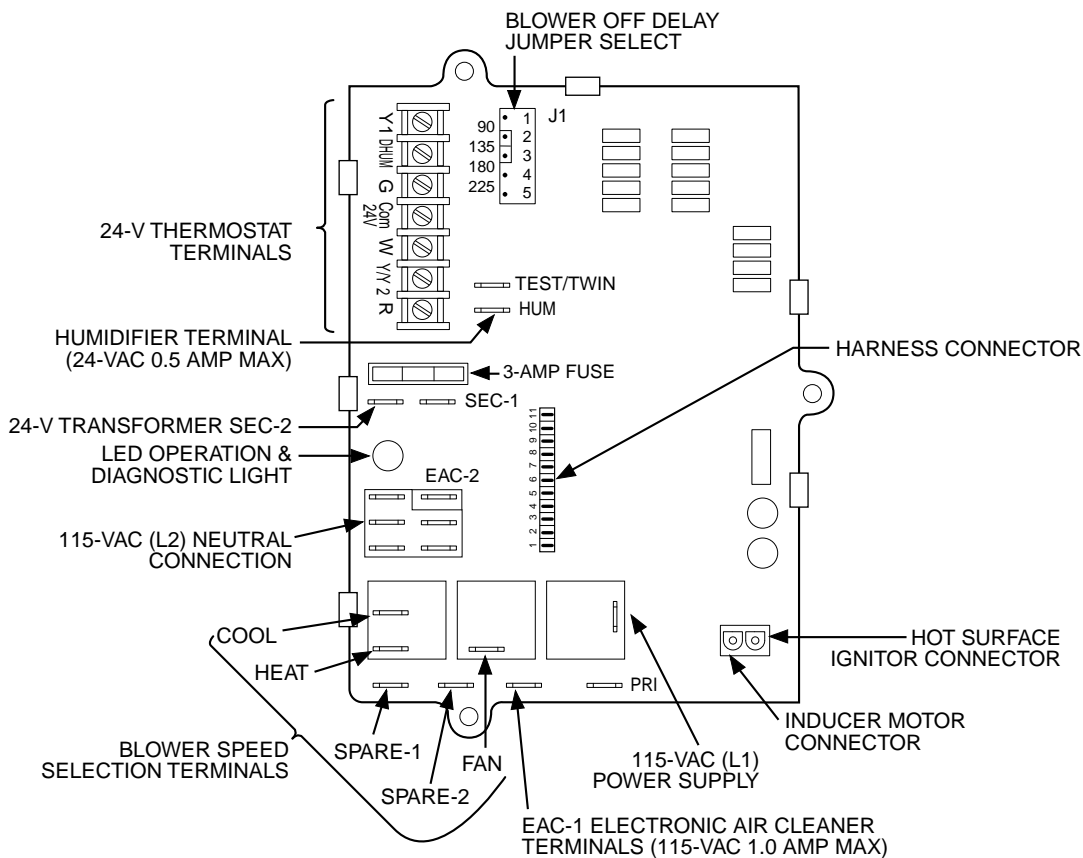 BLOWER OFF DELAY
JUMPER SELECT
J1
1
2
3
4
5
90
135
180
225
Y1
DHUM
G
Com
24V
W
Y/Y 2
R
24-V THERMOSTAT
TERMINALS
TEST/TWIN
HUM
HUMIDIFIER TERMINAL
(24-VAC 0.5 AMP MAX)
HARNESS CONNECTOR
3-AMP FUSE
SEC-1
24-V TRANSFORMER SEC-2
LED OPERATION &
DIAGNOSTIC LIGHT
EAC-2
11
10
9
8
7
6
5
4
3
2
1
115-VAC (L2) NEUTRAL
CONNECTION
COOL
HEAT
HOT SURFACE
IGNITOR CONNECTOR
PRI
INDUCER MOTOR
CONNECTOR
BLOWER SPEED
SELECTION TERMINALS
SPARE-1
SPARE-2
FAN
115-VAC (L1)
POWER SUPPLY
EAC-1 ELECTRONIC AIR CLEANER
TERMINALS (115-VAC 1.0 AMP MAX)